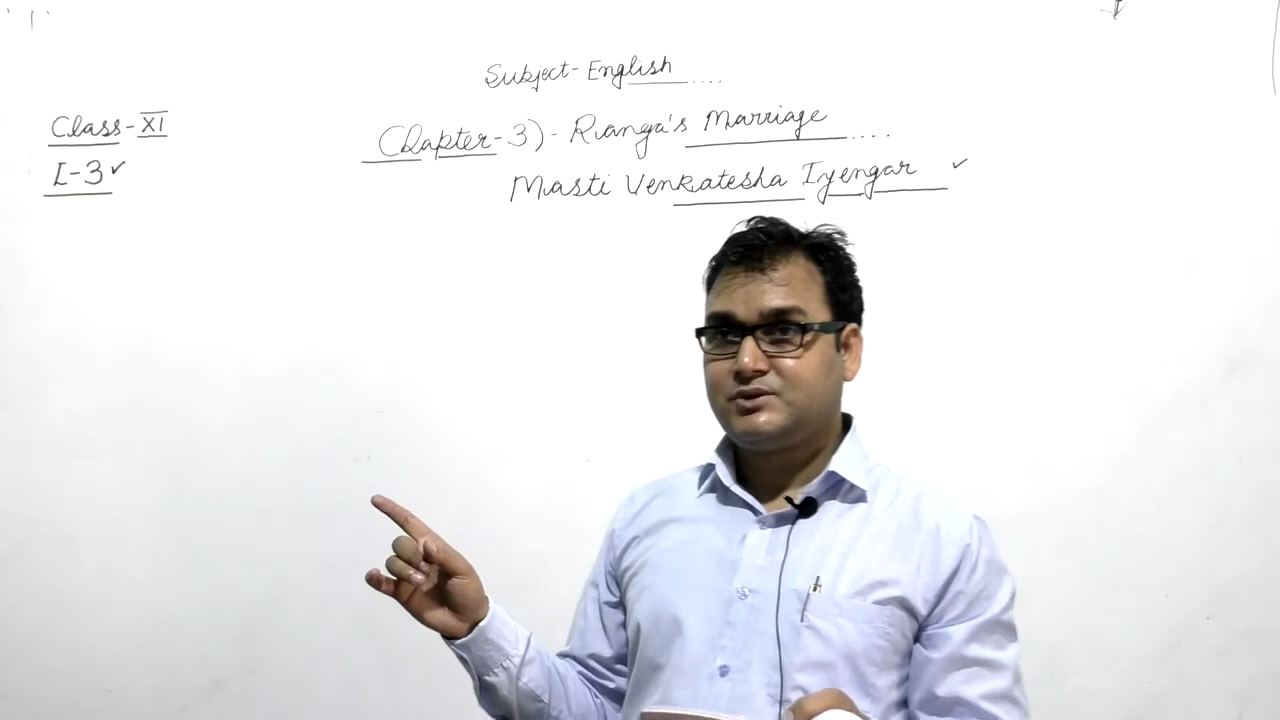 Subject-English....
Class-XI
L-3✓
Chapter-3)-Ranga's Marriage....
Masti Venkatesha Iyengar ✓